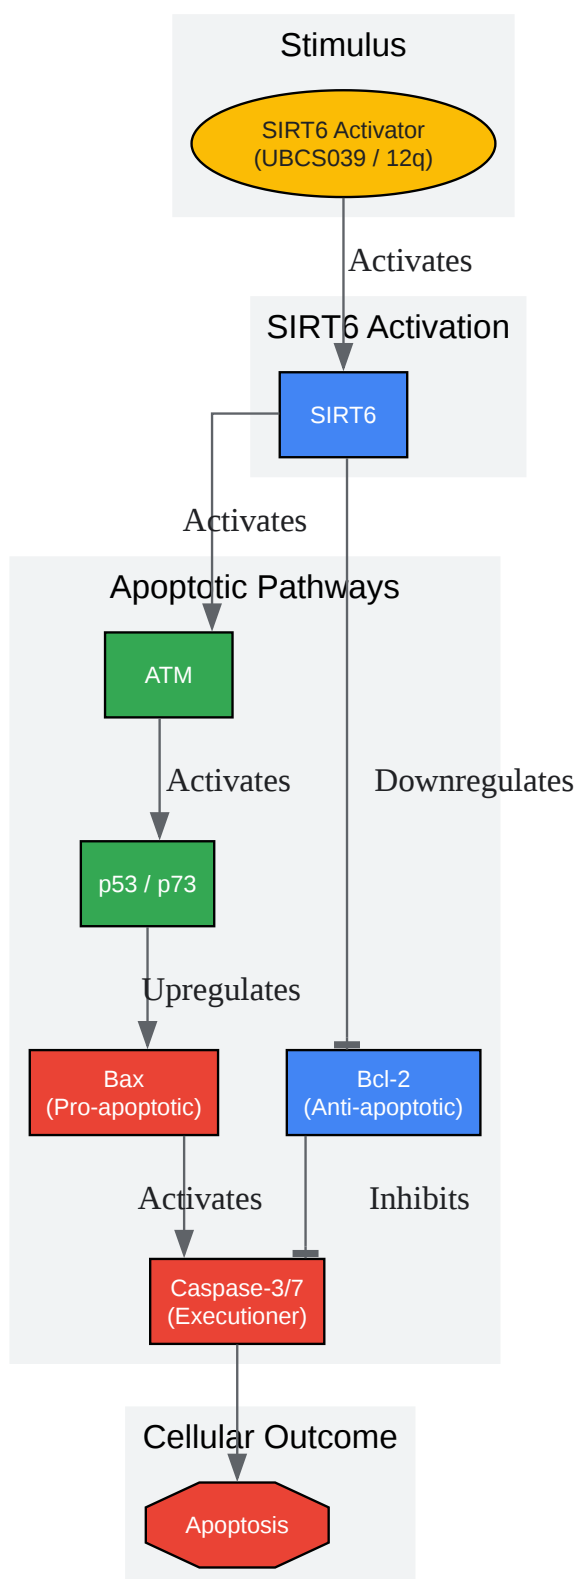 Stimulus
SIRT6 Activator
(UBCS039 / 12q)
Activates
SIRT6 Activation
SIRT6
Activates
Apoptotic Pathways
ATM
Activates
Downregulates
p53 / p73
Upregulates
Bax
(Pro-apoptotic)
Bcl-2
(Anti-apoptotic)
Activates
Inhibits
Caspase-3/7
(Executioner)
Cellular Outcome
Apoptosis